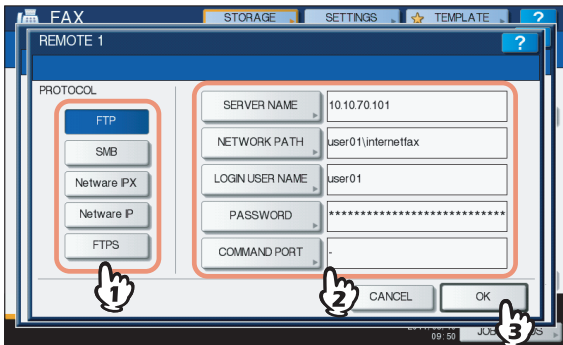 FAX
STORAGE
SETTINGS
TEMPLATE
?
REMOTE 1
?
PROTOCOL
FTP
SMB
Netware IPX
Netware IP
FTPS
SERVER NAME
10.10.70.101
NETWORK PATH
user01\internetfax
LOGIN USER NAME
user01
PASSWORD
****************************
COMMAND PORT
-
1
2
CANCEL
OK
3
09:50